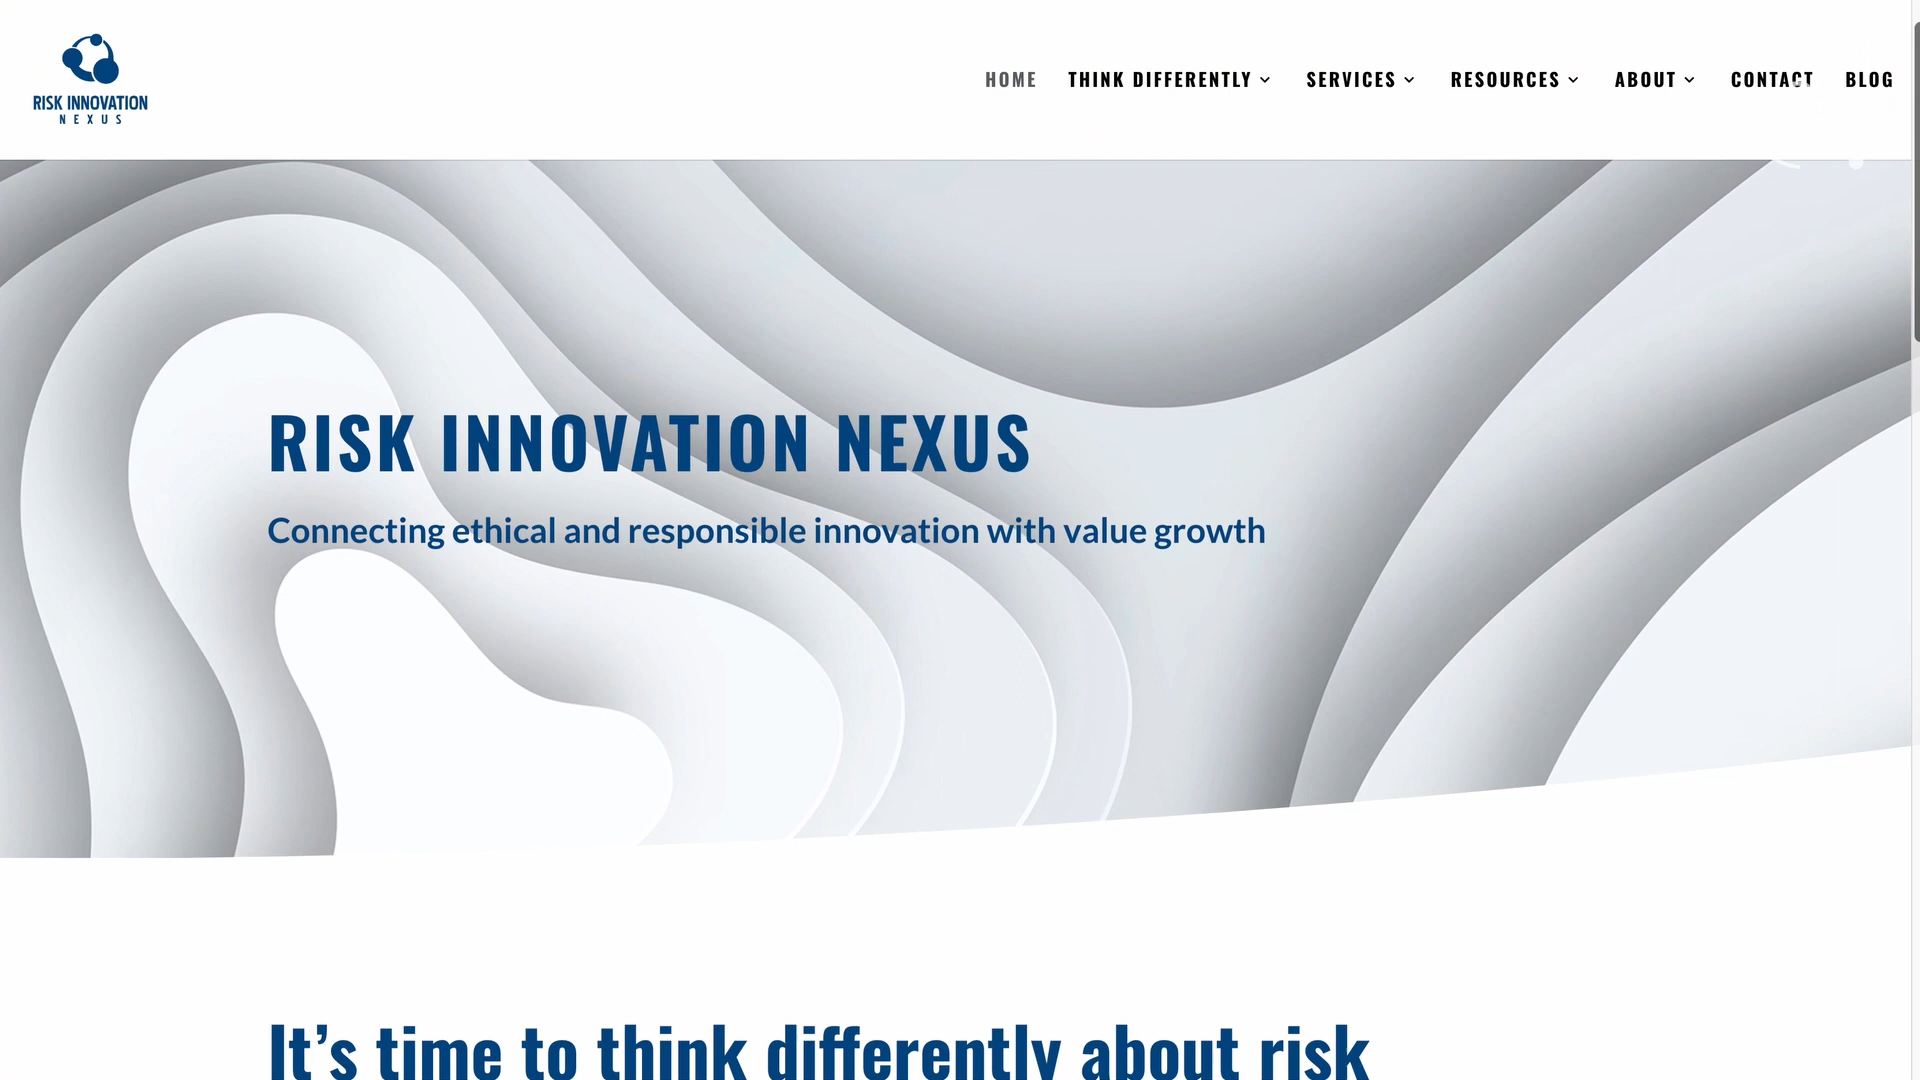 RISK INNOVATION
NEXUS
HOME THINK DIFFERENTLY SERVICES RESOURCES ABOUT CONTACT BLOG
RISK INNOVATION NEXUS
Connecting ethical and responsible innovation with value growth
It’s time to think differently about risk